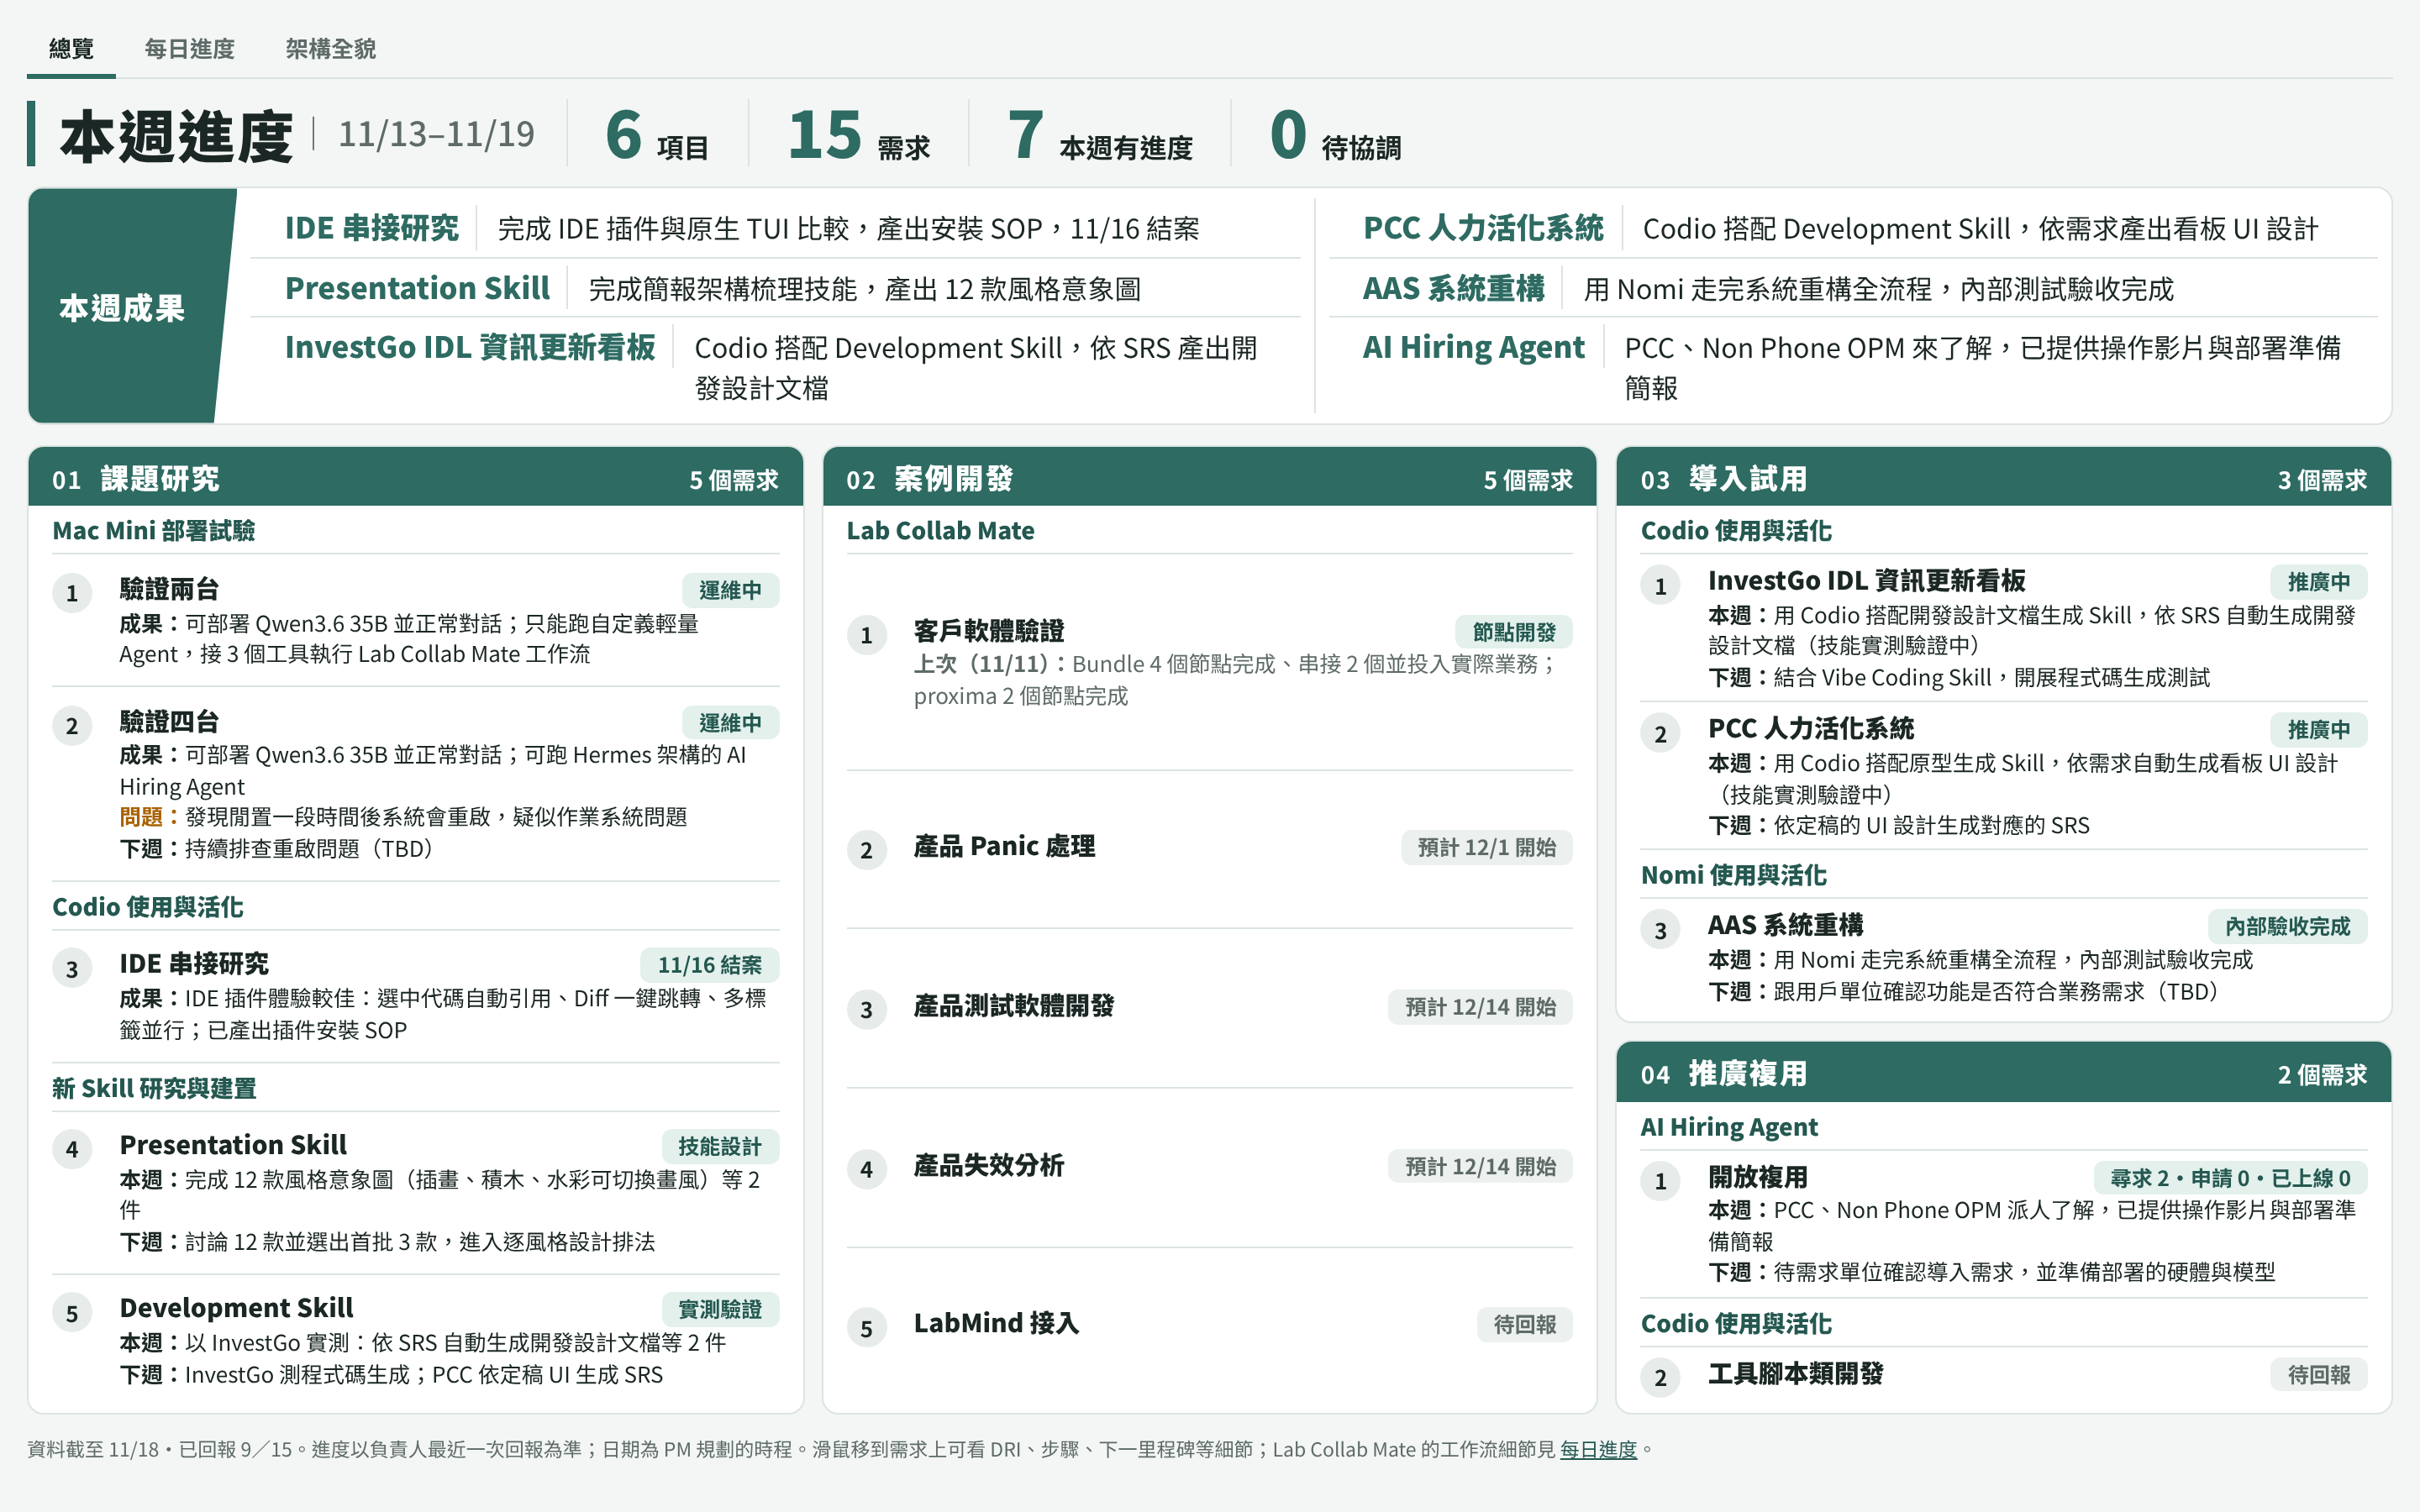 總覽 每日進度 架構全貌
本週進度 11/13–11/19 6 項目 15 需求 7 本週有進度 0 待協調
本週成果
IDE 串接研究 完成 IDE 插件與原生 TUI 比較，產出安裝 SOP，11/16 結案
Presentation Skill 完成簡報架構梳理技能，產出 12 款風格意象圖
InvestGo IDL 資訊更新看板 Codio 搭配 Development Skill，依 SRS 產出開
發設計文檔
PCC 人力活化系統 Codio 搭配 Development Skill，依需求產出看板 UI 設計
AAS 系統重構 用 Nomi 走完系統重構全流程，內部測試驗收完成
AI Hiring Agent PCC、Non Phone OPM 來了解，已提供操作影片與部署準備
簡報
01 課題研究 5 個需求
Mac Mini 部署試驗
1 驗證兩台 運維中
成果：可部署 Qwen3.6 35B 並正常對話；只能跑自定義輕量
Agent，接 3 個工具執行 Lab Collab Mate 工作流
2 驗證四台 運維中
成果：可部署 Qwen3.6 35B 並正常對話；可跑 Hermes 架構的 AI
Hiring Agent
問題：發現閒置一段時間後系統會重啟，疑似作業系統問題
下週：持續排查重啟問題（TBD）
Codio 使用與活化
3 IDE 串接研究 11/16 結案
成果：IDE 插件體驗較佳：選中代碼自動引用、Diff 一鍵跳轉、多標
籤並行；已產出插件安裝 SOP
新 Skill 研究與建置
4 Presentation Skill 技能設計
本週：完成 12 款風格意象圖（插畫、積木、水彩可切換畫風）等 2
件
下週：討論 12 款並選出首批 3 款，進入逐風格設計排法
5 Development Skill 實測驗證
本週：以 InvestGo 實測：依 SRS 自動生成開發設計文檔等 2 件
下週：InvestGo 測程式碼生成；PCC 依定稿 UI 生成 SRS
02 案例開發 5 個需求
Lab Collab Mate
1 客戶軟體驗證 節點開發
上次（11/11）：Bundle 4 個節點完成、串接 2 個並投入實際業務；
proxima 2 個節點完成
2 產品 Panic 處理 預計 12/1 開始
3 產品測試軟體開發 預計 12/14 開始
4 產品失效分析 預計 12/14 開始
5 LabMind 接入 待回報
03 導入試用 3 個需求
Codio 使用與活化
1 InvestGo IDL 資訊更新看板 推廣中
本週：用 Codio 搭配開發設計文檔生成 Skill，依 SRS 自動生成開發
設計文檔（技能實測驗證中）
下週：結合 Vibe Coding Skill，開展程式碼生成測試
2 PCC 人力活化系統 推廣中
本週：用 Codio 搭配原型生成 Skill，依需求自動生成看板 UI 設計
（技能實測驗證中）
下週：依定稿的 UI 設計生成對應的 SRS
Nomi 使用與活化
3 AAS 系統重構 內部驗收完成
本週：用 Nomi 走完系統重構全流程，內部測試驗收完成
下週：跟用戶單位確認功能是否符合業務需求（TBD）
04 推廣複用 2 個需求
AI Hiring Agent
1 開放複用 尋求 2・申請 0・已上線 0
本週：PCC、Non Phone OPM 派人了解，已提供操作影片與部署準
備簡報
下週：待需求單位確認導入需求，並準備部署的硬體與模型
Codio 使用與活化
2 工具腳本類開發 待回報
資料截至 11/18・已回報 9／15。進度以負責人最近一次回報為準；日期為 PM 規劃的時程。滑鼠移到需求上可看 DRI、步驟、下一里程碑等細節；Lab Collab Mate 的工作流細節見 每日進度。